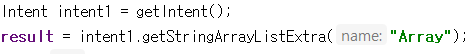 Intent intent1 = getIntent();
result = intent1.getStringArrayListExtra( name: "Array");